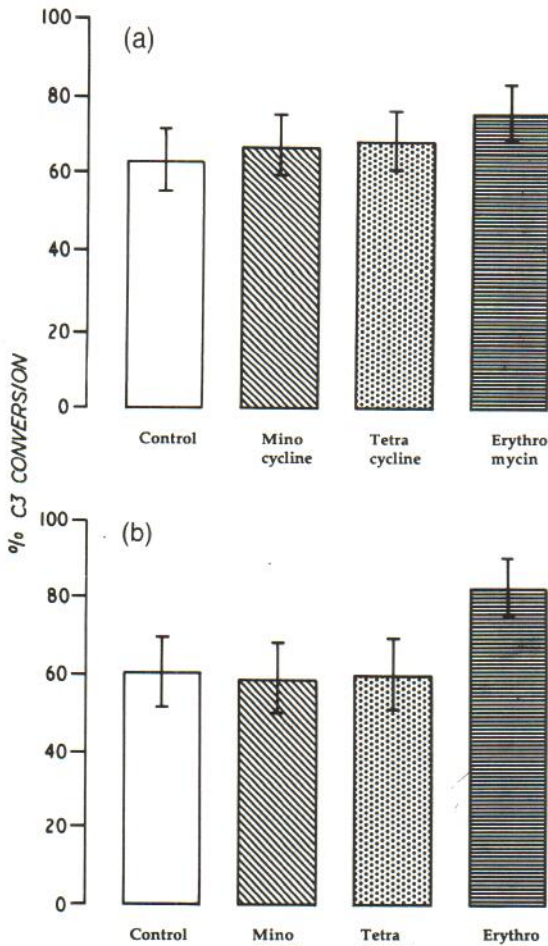 % C3 CONVERSION
(a)
100
80
60
40
20
0
Control
Mino
cycline
Tetra
cycline
Erythro
mycin
(b)
100
80
60
40
20
0
Control
Mino
Tetra
Erythro